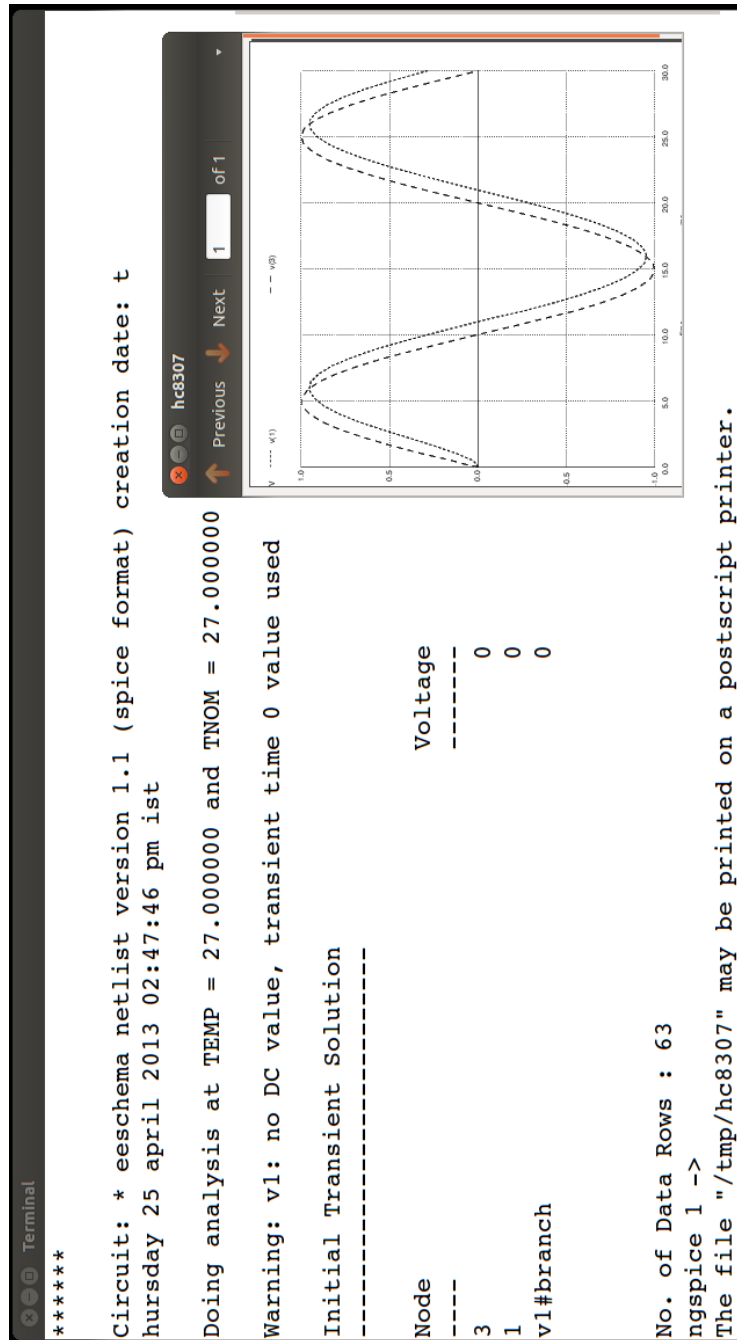 Terminal
******
Circuit: * eeschema netlist version 1.1 (spice format) creation date: t
hursday 25 april 2013 02:47:46 pm ist
Doing analysis at TEMP = 27.000000 and TNOM = 27.000000
Warning: v1: no DC value, transient time 0 value used
Initial Transient Solution
--------------------------
Node Voltage
---- -------
3 0
1 0
v1#branch 0
No. of Data Rows : 63
ngspice 1 ->
The file "/tmp/hc8307" may be printed on a postscript printer.
hc8307
Previous Next 1 of 1
V ---- v(1) -- v(3)
1.0
0.5
0.0
-0.5
-1.0
0.0 5.0 10.0 15.0 20.0 25.0 30.0